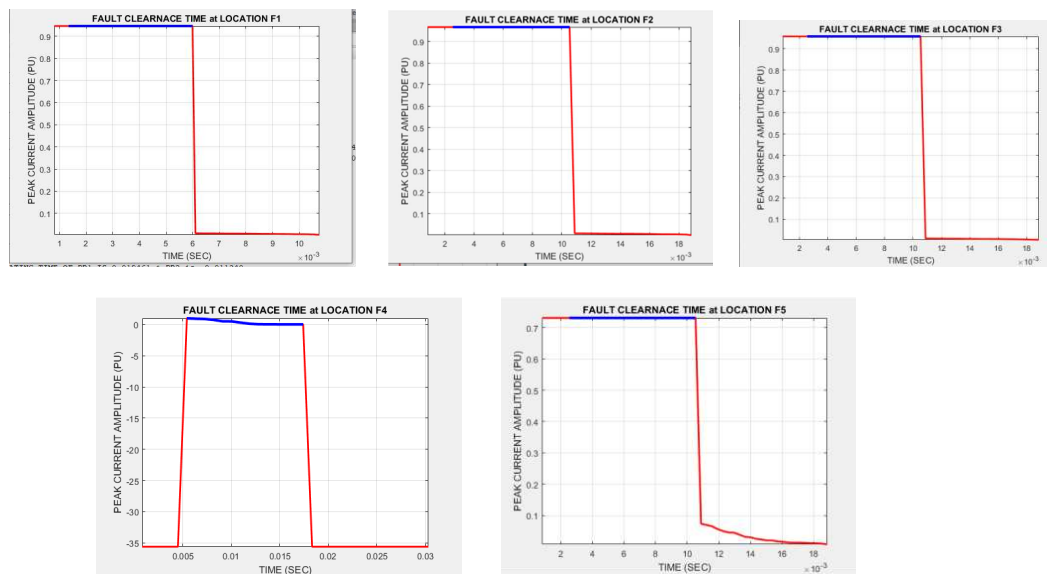 FAULT CLEARNACE TIME at LOCATION F1
PEAK CURRENT AMPLITUDE (PU)
0.9
0.8
0.7
0.6
0.5
0.4
0.3
0.2
0.1
1 2 3 4 5 6 7 8 9 10
TIME (SEC)
×10⁻³
FAULT CLEARNACE TIME at LOCATION F2
PEAK CURRENT AMPLITUDE (PU)
0.9
0.8
0.7
0.6
0.5
0.4
0.3
0.2
0.1
2 4 6 8 10 12 14 16 18
TIME (SEC)
×10⁻³
FAULT CLEARNACE TIME at LOCATION F3
PEAK CURRENT AMPLITUDE (PU)
0.9
0.8
0.7
0.6
0.5
0.4
0.3
0.2
0.1
2 4 6 8 10 12 14 16 18
TIME (SEC)
×10⁻³
FAULT CLEARNACE TIME at LOCATION F4
PEAK CURRENT AMPLITUDE (PU)
0
-5
-10
-15
-20
-25
-30
-35
0.005 0.01 0.015 0.02 0.025 0.03
TIME (SEC)
FAULT CLEARNACE TIME at LOCATION F5
PEAK CURRENT AMPLITUDE (PU)
0.7
0.6
0.5
0.4
0.3
0.2
0.1
2 4 6 8 10 12 14 16 18
TIME (SEC)
×10⁻³